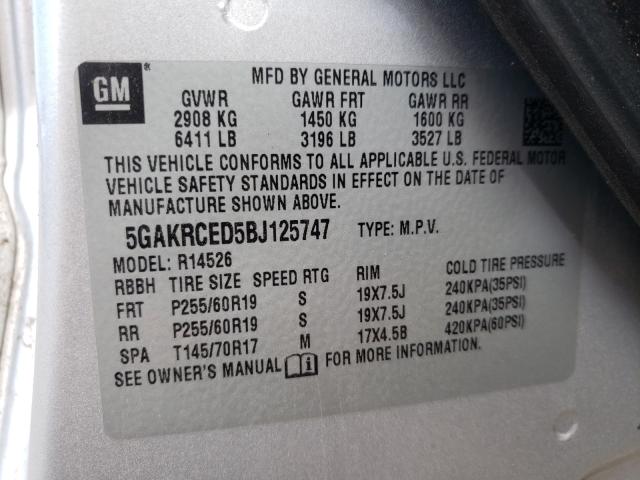 GM
MFD BY GENERAL MOTORS LLC
GVWR GAWR FRT GAWR RR
2908 KG 1450 KG 1600 KG
6411 LB 3196 LB 3527 LB
THIS VEHICLE CONFORMS TO ALL APPLICABLE U.S. FEDERAL MOTOR
VEHICLE SAFETY STANDARDS IN EFFECT ON THE DATE OF
MANUFACTURE SHOWN ABOVE.
5GAKRCED5BJ125747 TYPE: M.P.V.
MODEL: R14526
RBBH TIRE SIZE SPEED RTG RIM COLD TIRE PRESSURE
FRT P255/60R19 S 19X7.5J 240KPA(35PSI)
RR P255/60R19 S 19X7.5J 240KPA(35PSI)
SPA T145/70R17 M 17X4.5B 420KPA(60PSI)
SEE OWNER'S MANUAL i FOR MORE INFORMATION.